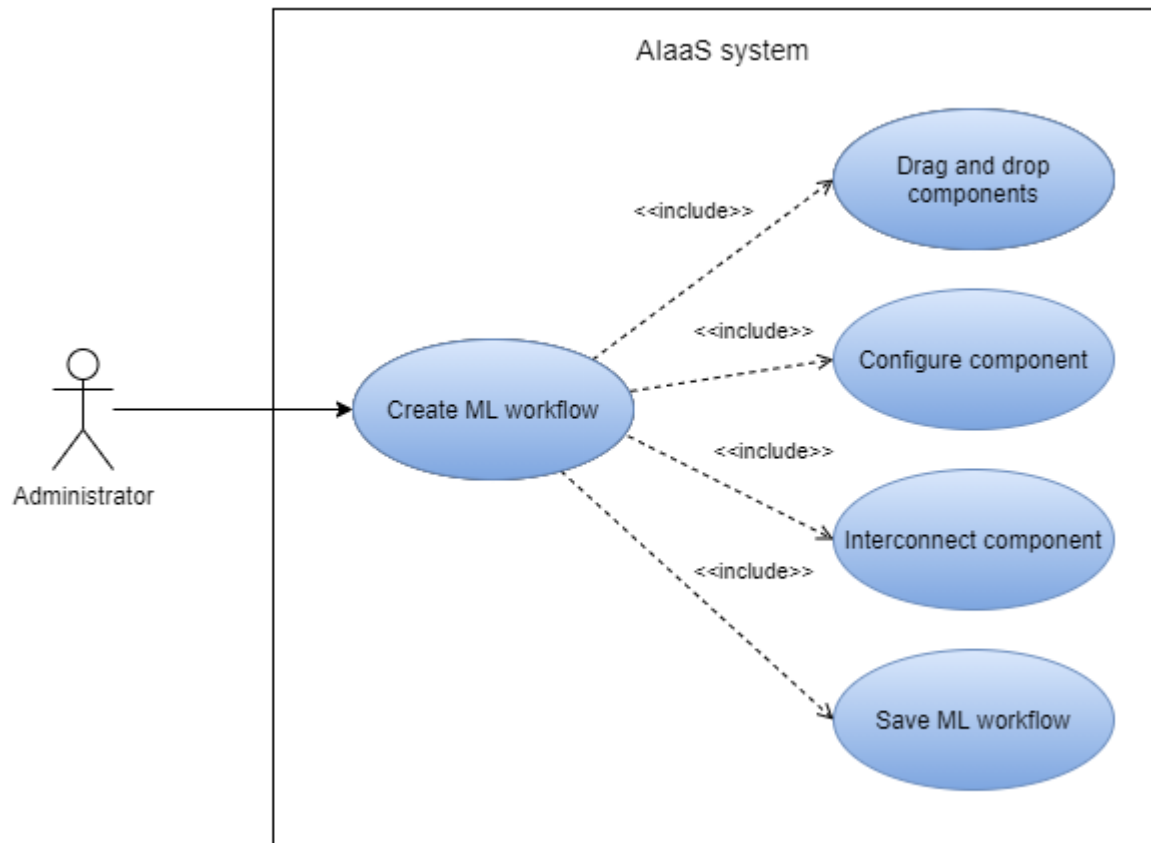 AIaaS system
Drag and drop
components
<<include>>
<<include>>
Configure component
Create ML workflow
<<include>>
Administrator
Interconnect component
<<include>>
Save ML workflow